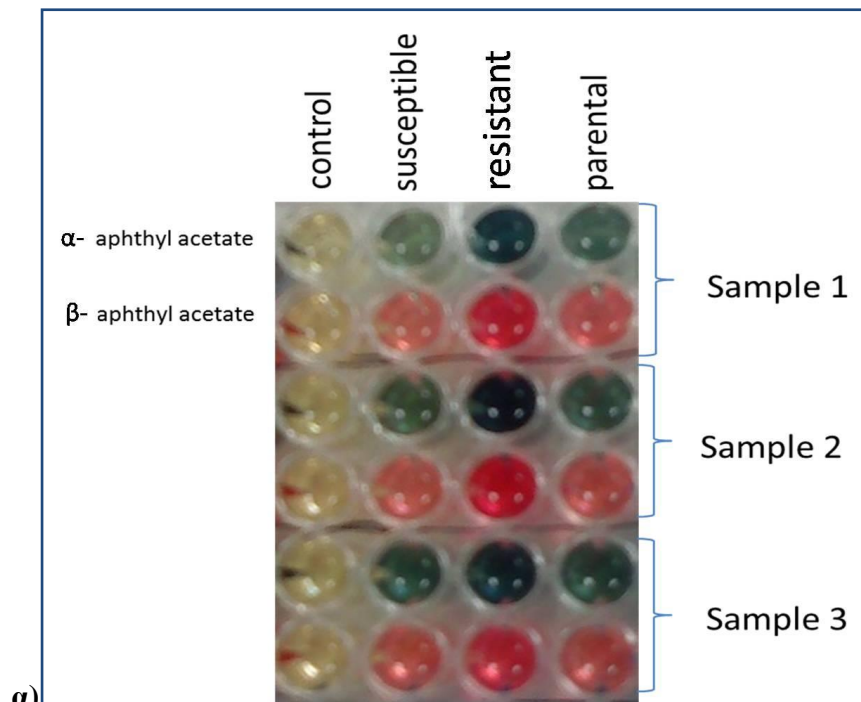 control
susceptible
resistant
parental
α- aphthyl acetate
β- aphthyl acetate
Sample 1
Sample 2
Sample 3
α)